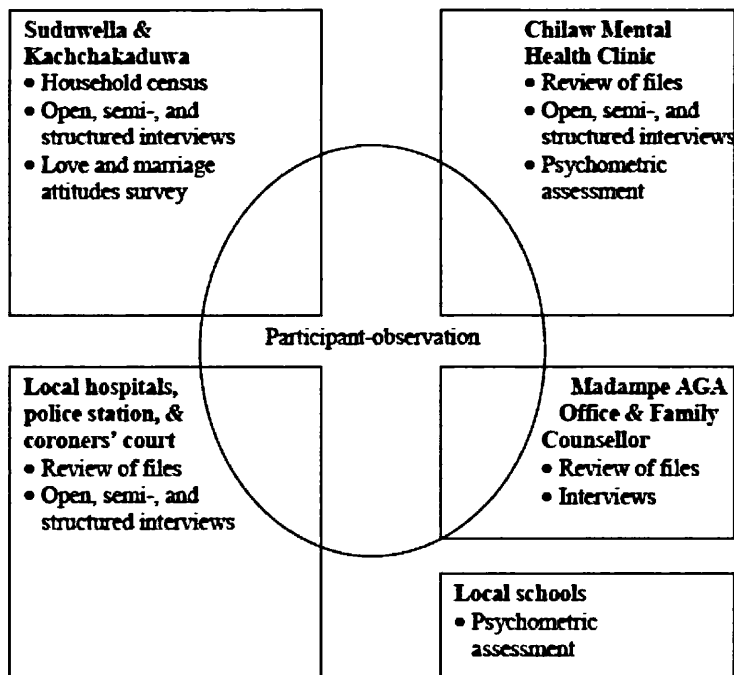 Suduwella &
Kachchakaduwa
• Household census
• Open, semi-, and
structured interviews
• Love and marriage
attitudes survey
Chilaw Mental
Health Clinic
• Review of files
• Open, semi-, and
structured interviews
• Psychometric
assessment
Participant-observation
Local hospitals,
police station, &
coroners' court
• Review of files
• Open, semi-, and
structured interviews
Madampe AGA
Office & Family
Counsellor
• Review of files
• Interviews
Local schools
• Psychometric
assessment